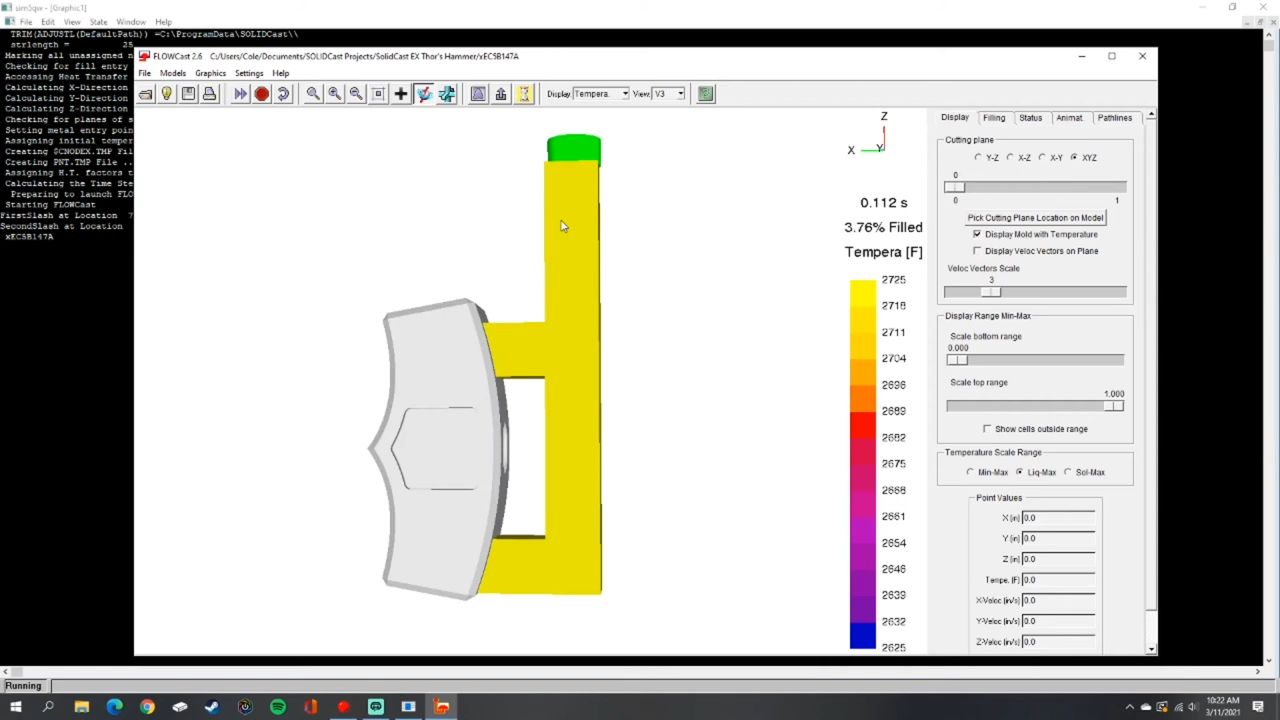 sim5qw - [Graphic1]
File Edit View State Window Help
TRIM(ADJUSTL(DefaultPath)) =C:\ProgramData\SOLIDCast\\
strlength = 25
Marking all unassigned n
Checking for fill entry
Accessing Heat Transfer
Calculating X-Direction
Calculating Y-Direction
Calculating Z-Direction
Checking for planes of s
Setting metal entry poin
Assigning initial temper
Creating $CNODEX.TMP Fil
Creating PNT.TMP File ..
Assigning H.T. factors t
Calculating the Time Ste
Preparing to launch FLO
Starting FLOWCast
FirstSlash at Location 7
SecondSlash at Location
xEC5B147A
FLOWCast 2.6 C:/Users/Cole/Documents/SOLIDCast Projects/SolidCast EX Thor's Hammer/xEC5B147A
File Models Graphics Settings Help
Display: Tempera. View: V3
Z
X Y
0.112 s
3.76% Filled
Tempera [F]
2725
2718
2711
2704
2696
2689
2682
2675
2668
2661
2654
2646
2639
2632
2625
Display Filling Status Animat. Pathlines
Cutting plane
Y-Z X-Z X-Y XYZ
0
0 1
Pick Cutting Plane Location on Model
Display Mold with Temperature
Display Veloc Vectors on Plane
Veloc Vectors Scale
3
Display Range Min-Max
Scale bottom range
0.000
Scale top range
1.000
Show cells outside range
Temperature Scale Range
Min-Max Liq-Max Sol-Max
Point Values
X (in) 0.0
Y (in) 0.0
Z (in) 0.0
Tempe. (F) 0.0
X-Veloc (in/s) 0.0
Y-Veloc (in/s) 0.0
Z-Veloc (in/s) 0.0
Running
10:22 AM
3/11/2021